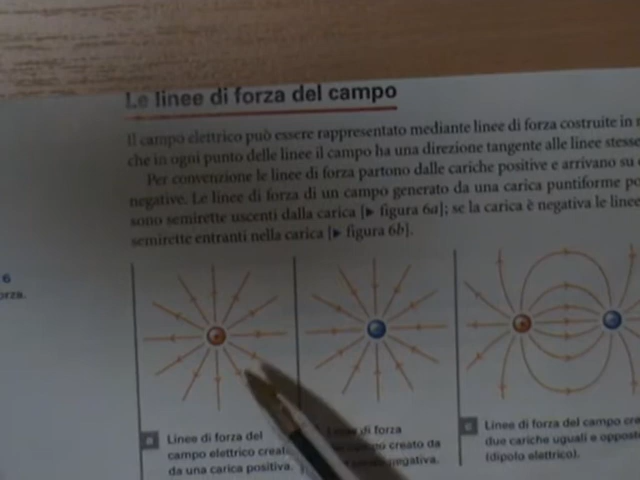 Le linee di forza del campo
Il campo elettrico può essere rappresentato mediante linee di forza costruite in
che in ogni punto delle linee il campo ha una direzione tangente alle linee stesse
Per convenzione le linee di forza partono dalle cariche positive e arrivano su
negative. Le linee di forza di un campo generato da una carica puntiforme po
sono semirette uscenti dalla carica [▶ figura 6a]; se la carica è negativa le linee
semirette entranti nella carica [▶ figura 6b].
6
orza.
a Linee di forza del
campo elettrico creat
da una carica positiva.
di forza
creato da
negativa.
c Linee di forza del campo cre
due cariche uguali e oppost
(dipolo elettrico).